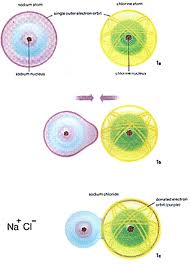 sodium atom
chlorine atom
single outer electron orbit
sodium nucleus
chlorine nucleus
1a
1b
sodium chloride
donated electron
orbit (purple)
Na+ Cl−
1c